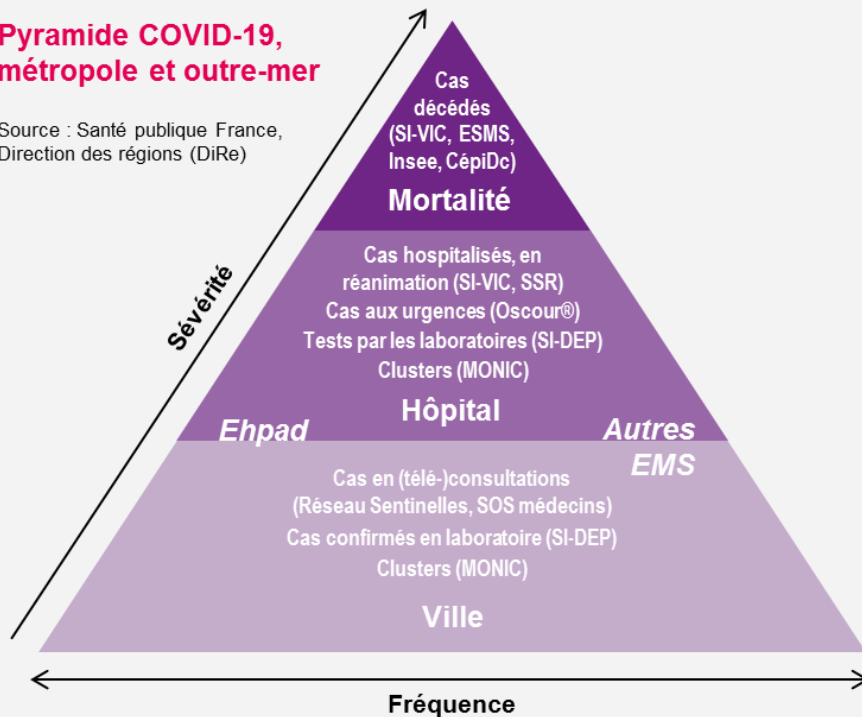 Pyramide COVID-19,
métropole et outre-mer
Source : Santé publique France,
Direction des régions (DiRe)
Sévérité
Cas
décédés
(SI-VIC, ESMS,
Insee, CépiDc)
Mortalité
Cas hospitalisés, en
réanimation (SI-VIC, SSR)
Cas aux urgences (Oscour®)
Tests par les laboratoires (SI-DEP)
Clusters (MONIC)
Hôpital
Ehpad
Autres
EMS
Cas en (télé-)consultations
(Réseau Sentinelles, SOS médecins)
Cas confirmés en laboratoire (SI-DEP)
Clusters (MONIC)
Ville
Fréquence